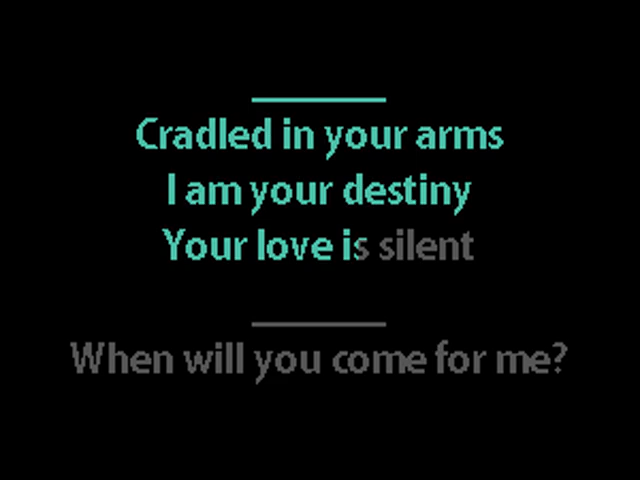 Cradled in your arms
I am your destiny
Your love is silent
When will you come for me?